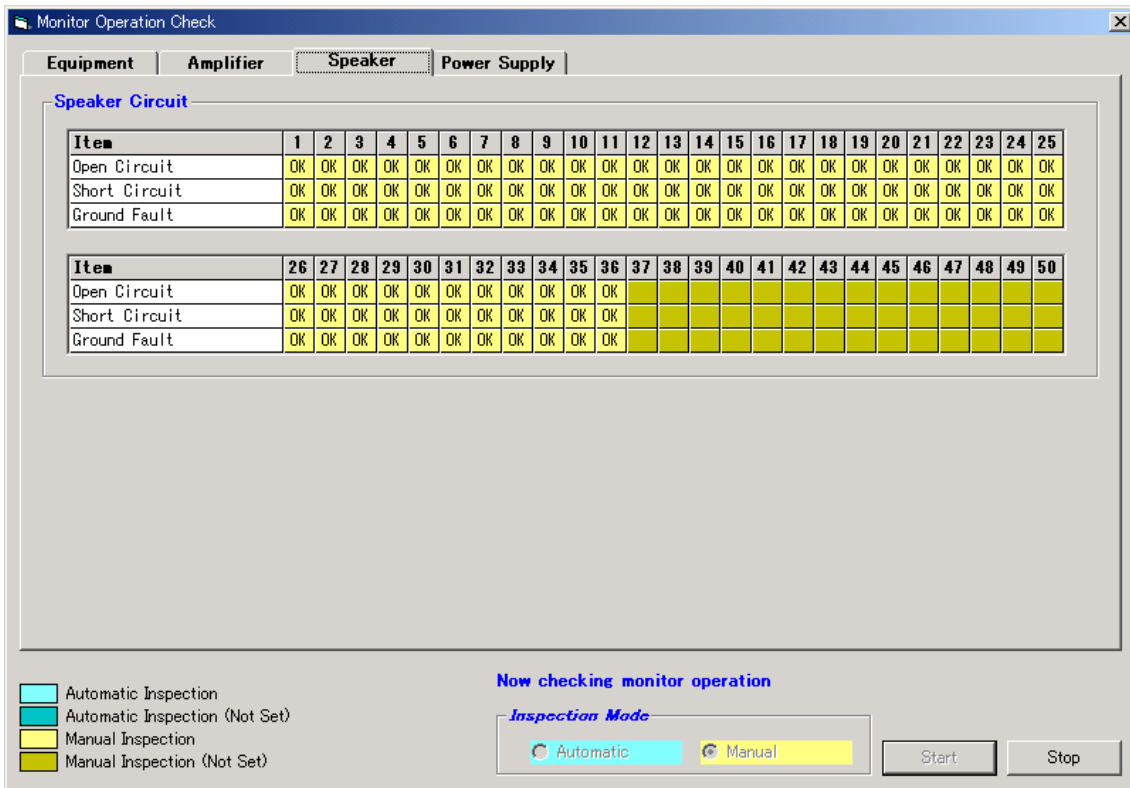 Monitor Operation Check
Equipment Amplifier Speaker Power Supply
Speaker Circuit
Item 1 2 3 4 5 6 7 8 9 10 11 12 13 14 15 16 17 18 19 20 21 22 23 24 25
Open Circuit OK OK OK OK OK OK OK OK OK OK OK OK OK OK OK OK OK OK OK OK OK OK OK OK OK
Short Circuit OK OK OK OK OK OK OK OK OK OK OK OK OK OK OK OK OK OK OK OK OK OK OK OK OK
Ground Fault OK OK OK OK OK OK OK OK OK OK OK OK OK OK OK OK OK OK OK OK OK OK OK OK OK
Item 26 27 28 29 30 31 32 33 34 35 36 37 38 39 40 41 42 43 44 45 46 47 48 49 50
Open Circuit OK OK OK OK OK OK OK OK OK OK OK
Short Circuit OK OK OK OK OK OK OK OK OK OK OK
Ground Fault OK OK OK OK OK OK OK OK OK OK OK
Automatic Inspection
Automatic Inspection (Not Set)
Manual Inspection
Manual Inspection (Not Set)
Now checking monitor operation
Inspection Mode
Automatic Manual
Start Stop